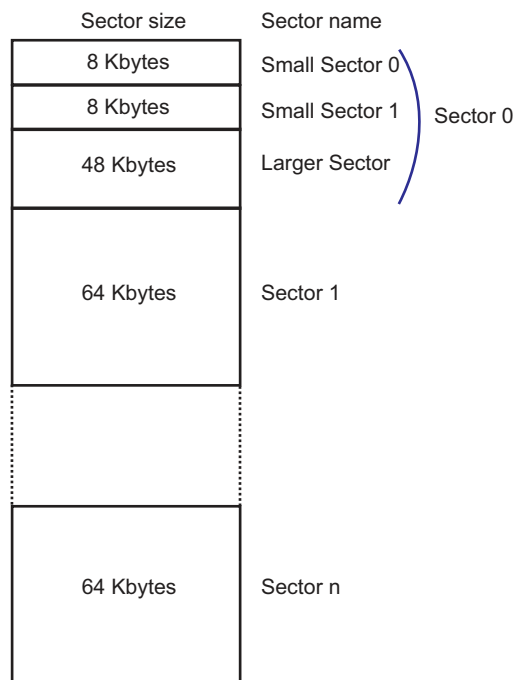 Sector size Sector name
8 Kbytes Small Sector 0
8 Kbytes Small Sector 1 Sector 0
48 Kbytes Larger Sector
64 Kbytes Sector 1
64 Kbytes Sector n